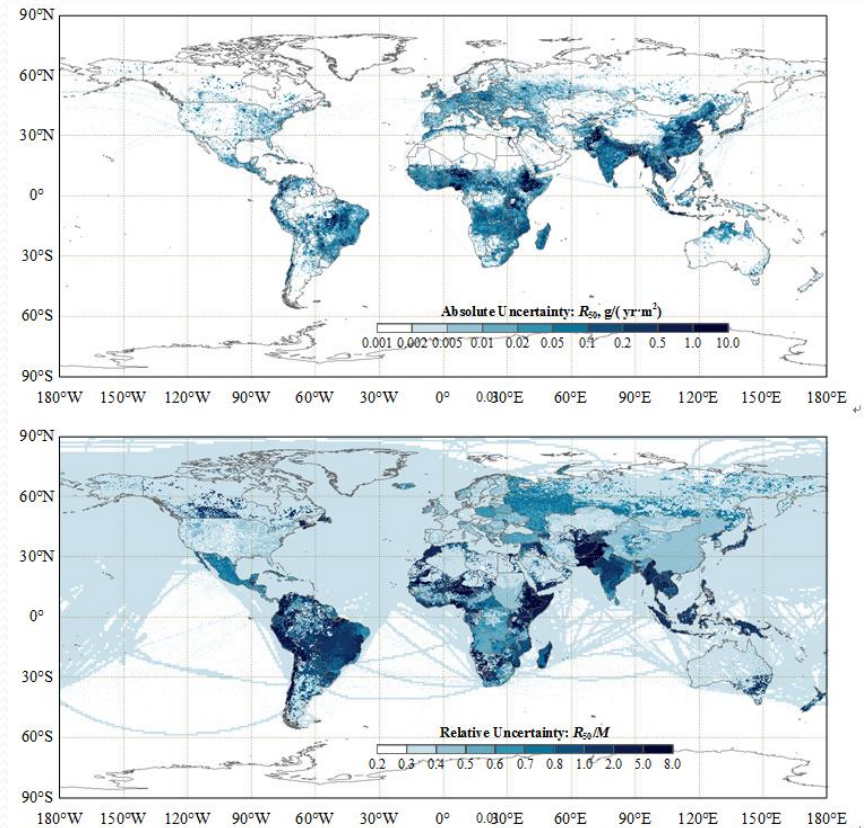 90°N
60°N
30°N
0°
30°S
60°S
90°S
Absolute Uncertainty: R50, g/( yr·m²)
0.001 0.002 0.005 0.01 0.02 0.05 0.1 0.2 0.5 1.0 10.0
180°W 150°W 120°W 90°W 60°W 30°W 0° 0.0330°E 60°E 90°E 120°E 150°E 180°E
90°N
60°N
30°N
0°
30°S
60°S
90°S
Relative Uncertainty: R50/M
0.2 0.3 0.4 0.5 0.6 0.7 0.8 1.0 2.0 5.0 8.0
180°W 150°W 120°W 90°W 60°W 30°W 0° 0.0330°E 60°E 90°E 120°E 150°E 180°E